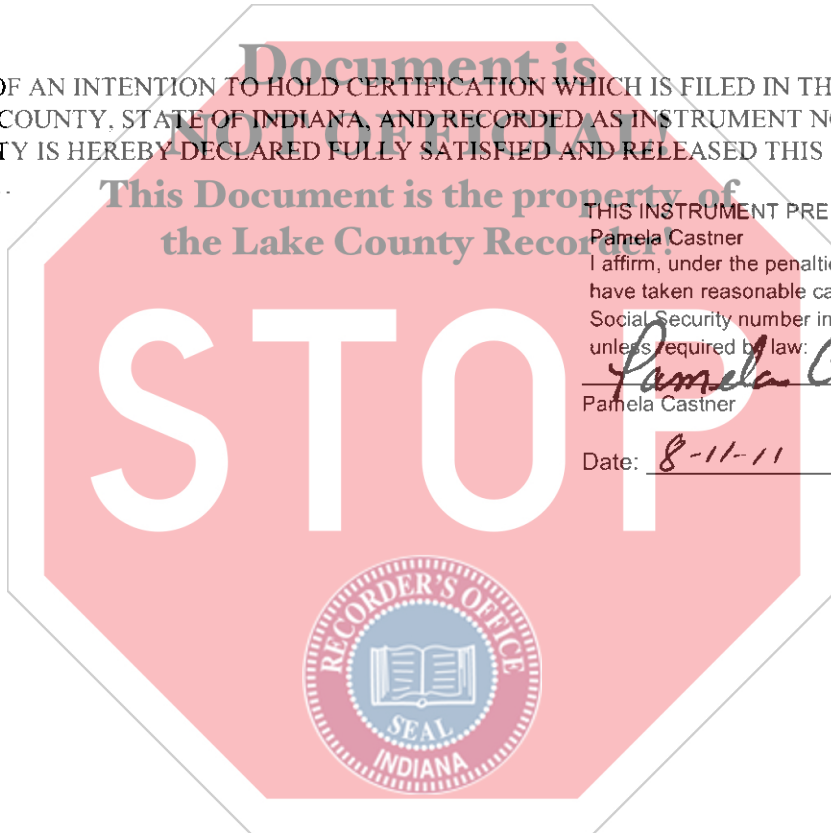 Document is
OF AN INTENTION TO HOLD CERTIFICATION WHICH IS FILED IN TH
COUNTY, STATE OF INDIANA, AND RECORDED AS INSTRUMENT NO
NOT OFFICIAL!
TY IS HEREBY DECLARED FULLY SATISFIED AND RELEASED THIS
This Document is the property of
the Lake County Recorder!
THIS INSTRUMENT PRE
Pamela Castner
I affirm, under the penaltie
have taken reasonable ca
Social Security number in
unless required by law:
Pamela C
Pamela Castner
Date: 8-11-11
STOP
RECORDER'S OFFICE
SEAL
INDIANA